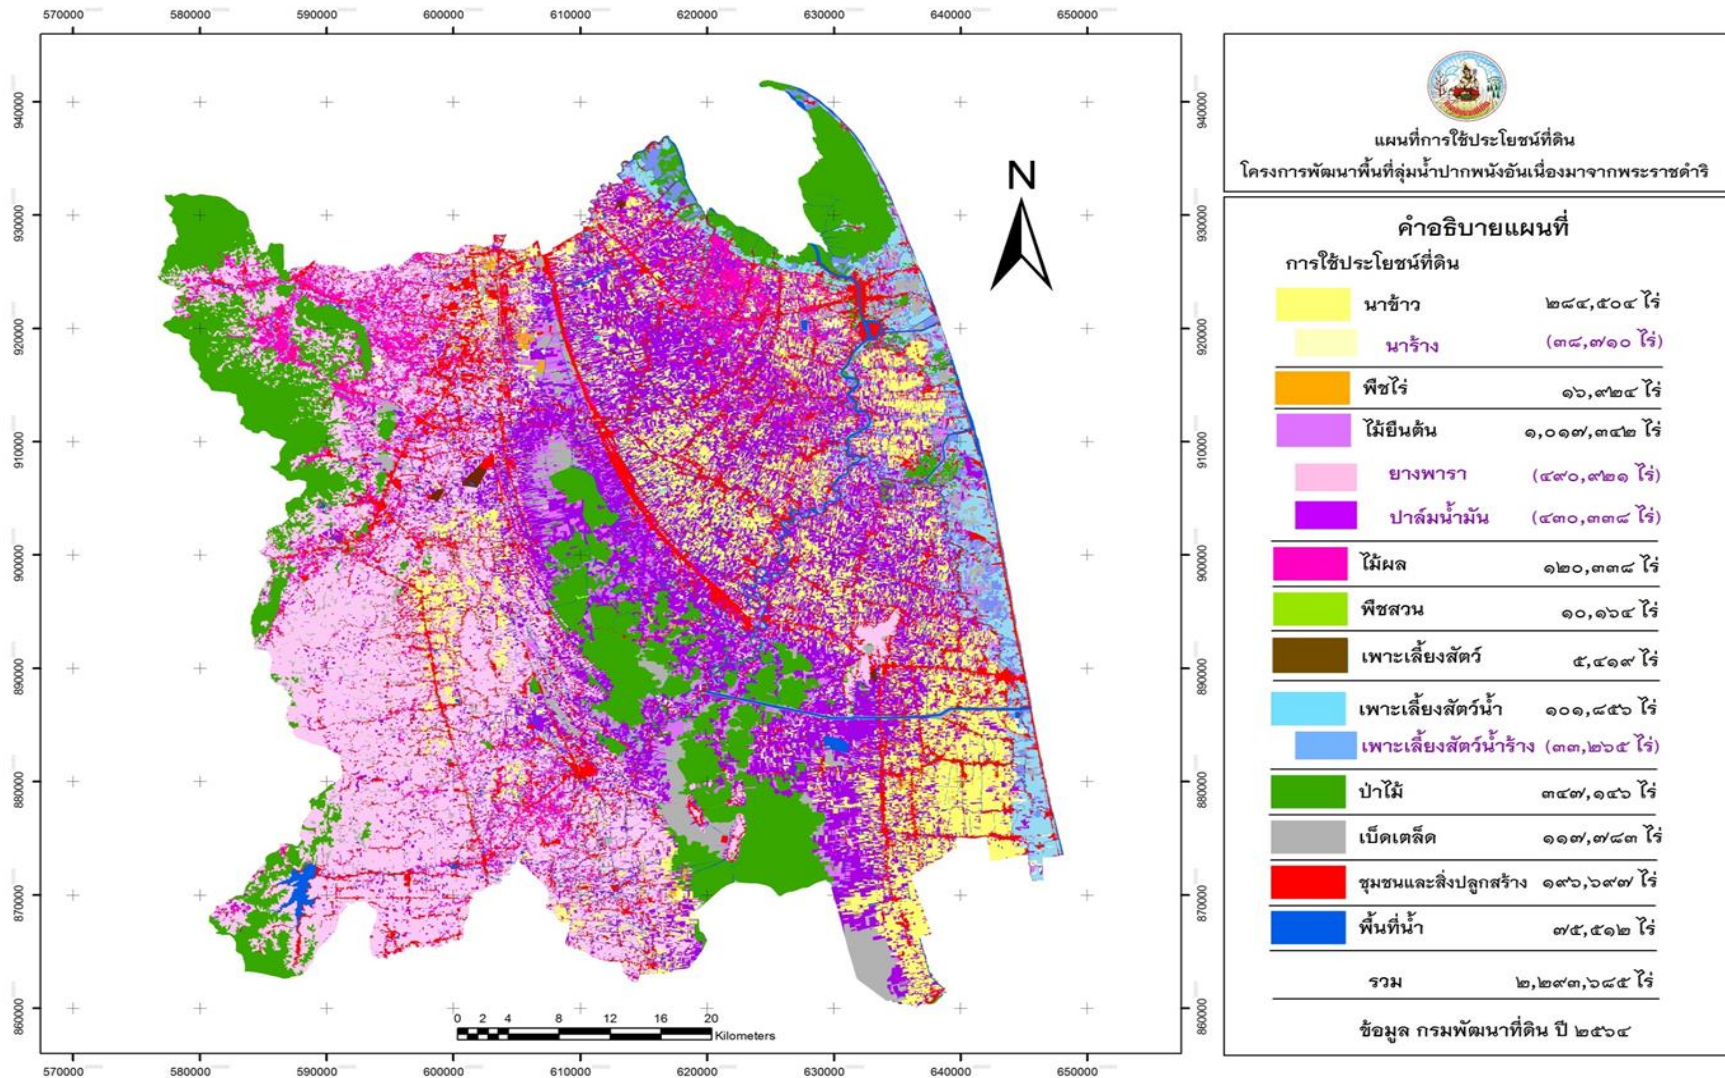 570000 580000 590000 600000 610000 620000 630000 640000 650000
940000 940000
930000 930000
920000 920000
910000 910000
900000 900000
890000 890000
880000 880000
870000 870000
860000 860000
N
0 2 4 8 12 16 20
Kilometers
570000 580000 590000 600000 610000 620000 630000 640000 650000
แผนที่การใช้ประโยชน์ที่ดิน
โครงการพัฒนาพื้นที่ลุ่มน้ำปากพนังอันเนื่องมาจากพระราชดำริ
คำอธิบายแผนที่
การใช้ประโยชน์ที่ดิน
นาข้าว ๒๘๔,๕๐๔ ไร่
นาร้าง (๓๘,๗๑๐ ไร่)
พืชไร่ ๑๖,๙๒๔ ไร่
ไม้ยืนต้น ๑,๐๑๗,๓๔๒ ไร่
ยางพารา (๔๙๐,๙๒๑ ไร่)
ปาล์มน้ำมัน (๔๓๐,๓๓๘ ไร่)
ไม้ผล ๑๒๐,๓๓๘ ไร่
พืชสวน ๑๐,๑๖๔ ไร่
เพาะเลี้ยงสัตว์ ๕,๔๑๙ ไร่
เพาะเลี้ยงสัตว์น้ำ ๑๐๑,๘๕๖ ไร่
เพาะเลี้ยงสัตว์น้ำร้าง (๓๓,๒๖๕ ไร่)
ป่าไม้ ๓๔๗,๑๔๖ ไร่
เบ็ดเตล็ด ๑๑๗,๗๘๓ ไร่
ชุมชนและสิ่งปลูกสร้าง ๑๙๖,๖๙๗ ไร่
พื้นที่น้ำ ๗๕,๕๑๒ ไร่
รวม ๒,๒๙๓,๖๘๕ ไร่
ข้อมูล กรมพัฒนาที่ดิน ปี ๒๕๖๔